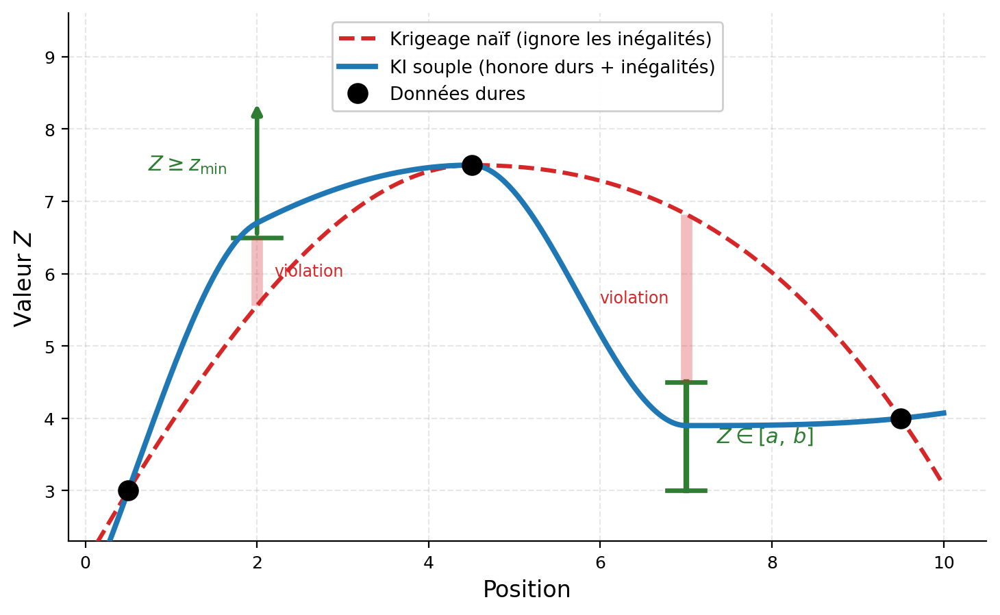 Krigeage naïf (ignore les inégalités)
KI souple (honore durs + inégalités)
Données dures
Z ≥ z_min
violation
violation
Z ∈ [a, b]
Valeur Z
9
8
7
6
5
4
3
0 2 4 6 8 10
Position